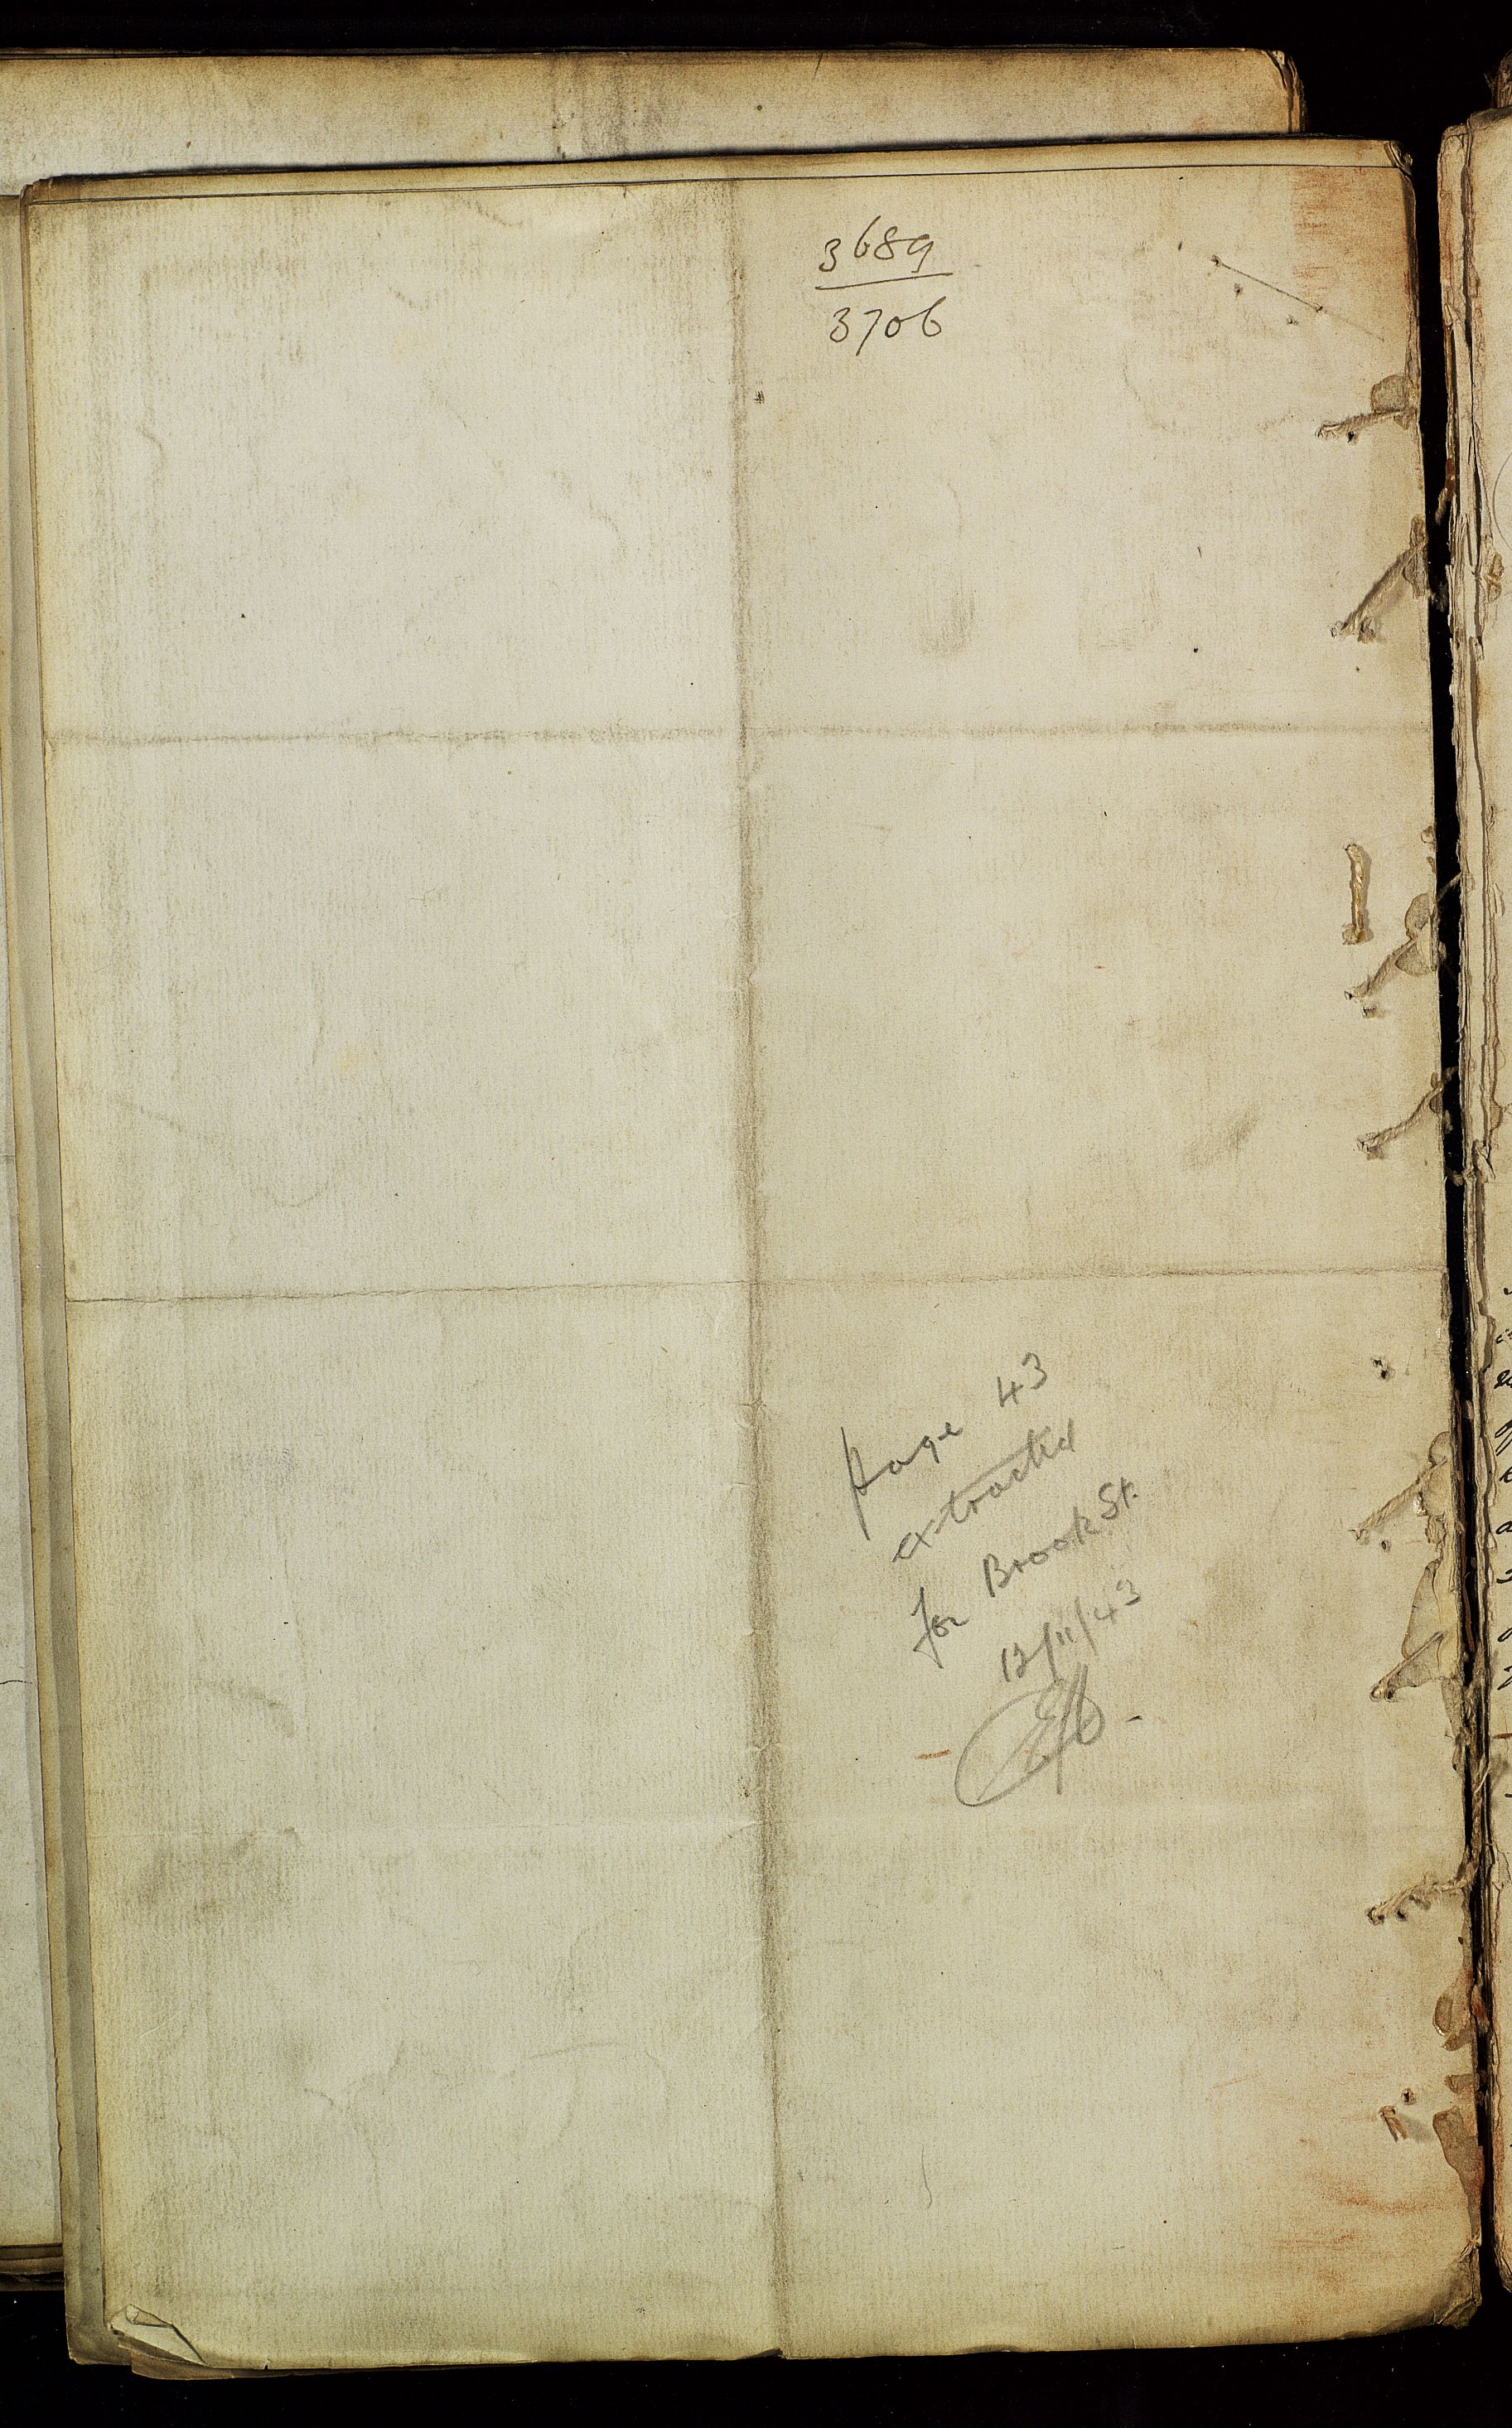 3689
3706
page 43
extracted
for Brook St.
12/11/43